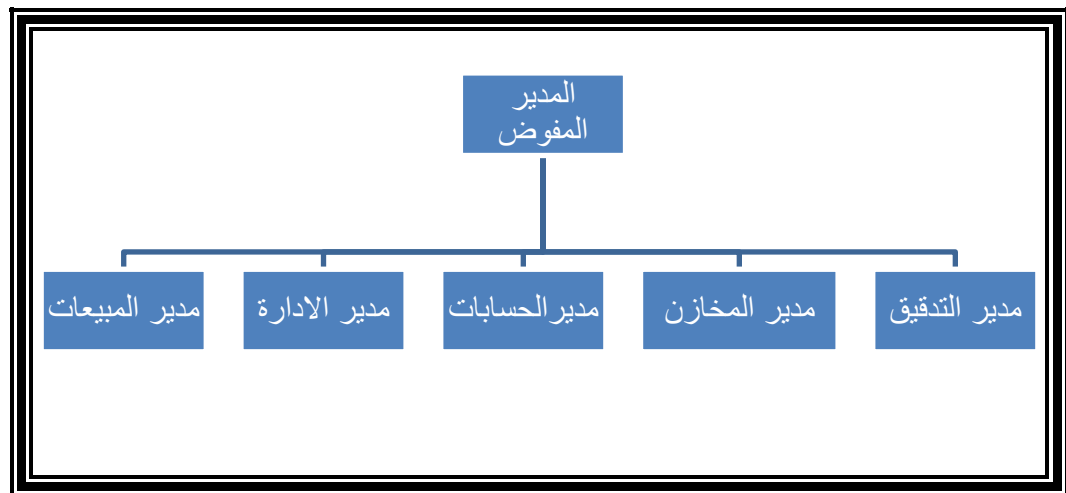 المدير
المفوض
مدير التدقيق
مدير المخازن
مديرالحسابات
مدير الادارة
مدير المبيعات